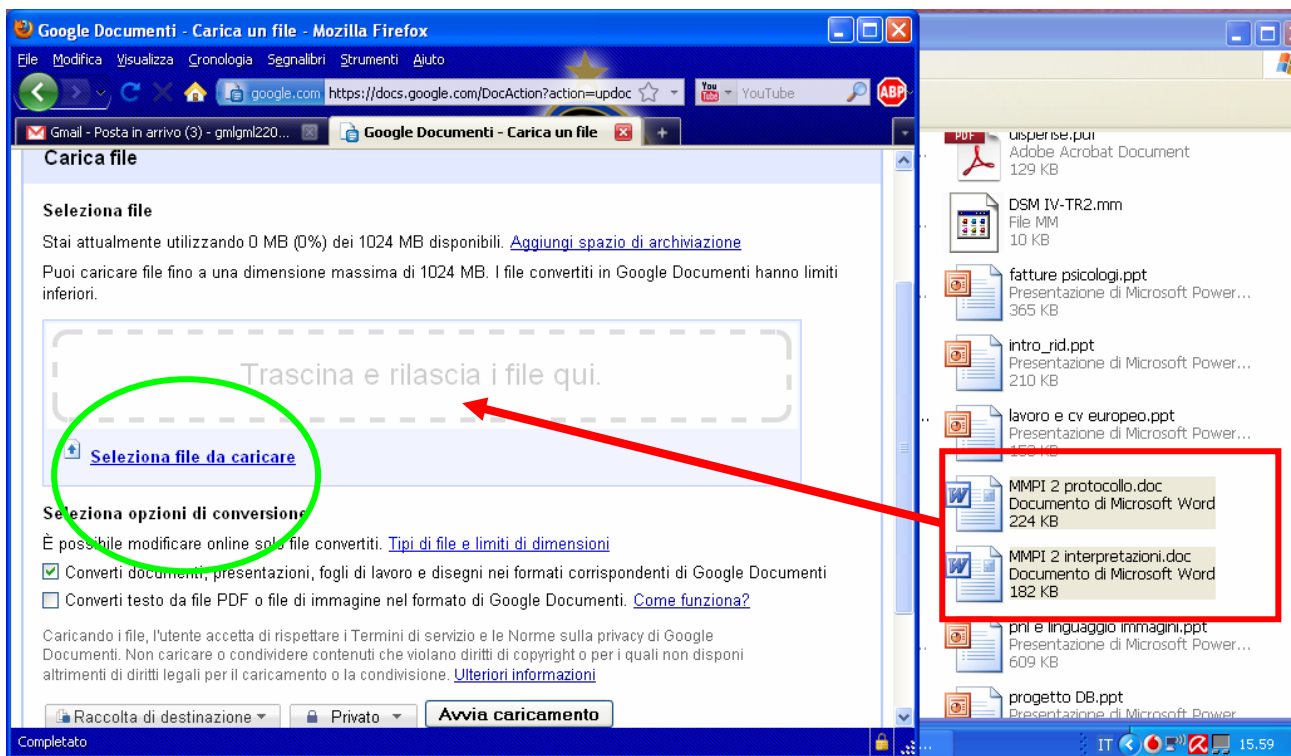 Google Documenti - Carica un file - Mozilla Firefox
File Modifica Visualizza Cronologia Segnalibri Strumenti Aiuto
google.com https://docs.google.com/DocAction?action=updoc You Tube YouTube ABP
Gmail - Posta in arrivo (3) - gmlgml220... Google Documenti - Carica un file +
Carica file
Seleziona file
Stai attualmente utilizzando 0 MB (0%) dei 1024 MB disponibili. Aggiungi spazio di archiviazione
Puoi caricare file fino a una dimensione massima di 1024 MB. I file convertiti in Google Documenti hanno limiti
inferiori.
Trascina e rilascia i file qui.
Seleziona file da caricare
Seleziona opzioni di conversione
È possibile modificare online solo file convertiti. Tipi di file e limiti di dimensioni
Converti documenti, presentazioni, fogli di lavoro e disegni nei formati corrispondenti di Google Documenti
Converti testo da file PDF o file di immagine nel formato di Google Documenti. Come funziona?
Caricando i file, l'utente accetta di rispettare i Termini di servizio e le Norme sulla privacy di Google
Documenti. Non caricare o condividere contenuti che violano diritti di copyright o per i quali non disponi
altrimenti di diritti legali per il caricamento o la condivisione. Ulteriori informazioni
Raccolta di destinazione Privato Avvia caricamento
Completato
PDF dispense.pdf
Adobe Acrobat Document
129 KB
DSM IV-TR2.mm
File MM
10 KB
fatture psicologi.ppt
Presentazione di Microsoft Power...
365 KB
intro_rid.ppt
Presentazione di Microsoft Power...
210 KB
lavoro e cv europeo.ppt
Presentazione di Microsoft Power...
KB
MMPI 2 protocollo.doc
Documento di Microsoft Word
224 KB
MMPI 2 interpretazioni.doc
Documento di Microsoft Word
182 KB
pnl e linguaggio immagini.ppt
Presentazione di Microsoft Power...
609 KB
progetto DB.ppt
Presentazione di Microsoft Power
IT 15.59